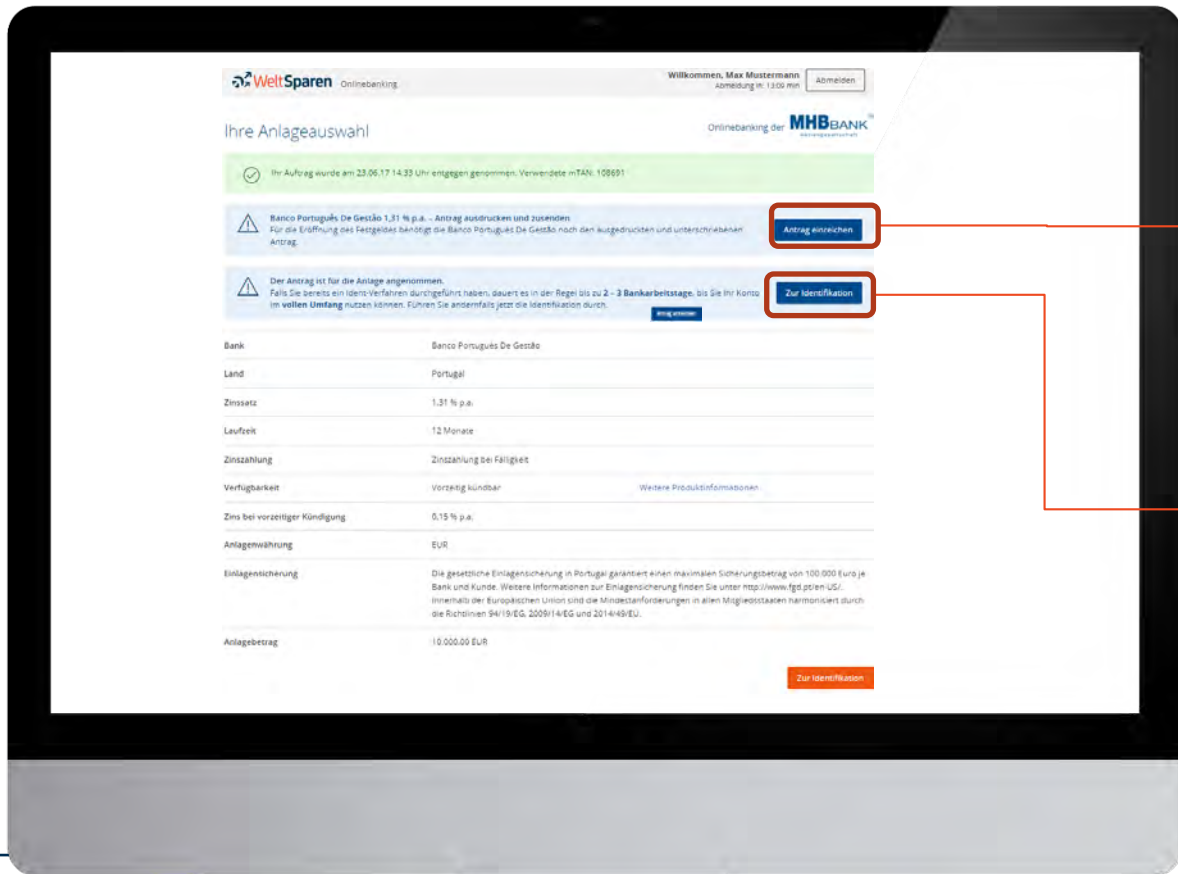 WeltSparen Onlinebanking
Willkommen, Max Mustermann
Abmeldung in: 13:09 min
Abmelden
Ihre Anlageauswahl
Onlinebanking der MHB BANK
Ihr Auftrag wurde am 23.06.17 14:33 Uhr entgegen genommen. Verwendete mTAN: 108691
Banco Português De Gestão 1,31 % p.a. - Antrag ausdrucken und zusenden
Für die Eröffnung des Festgeldes benötigt die Banco Português De Gestão noch den ausgedruckten und unterschriebenen
Antrag.
Antrag einreichen
Der Antrag ist für die Anlage angenommen.
Falls Sie bereits ein Ident-Verfahren durchgeführt haben, dauert es in der Regel bis zu 2 - 3 Bankarbeitstage, bis Sie Ihr Konto
im vollen Umfang nutzen können. Führen Sie andernfalls jetzt die Identifikation durch.
Zur Identifikation
Bank Banco Português De Gestão
Land Portugal
Zinssatz 1,31 % p.a.
Laufzeit 12 Monate
Zinszahlung Zinszahlung bei Fälligkeit
Verfügbarkeit Vorzeitig kündbar Weitere Produktinformationen
Zins bei vorzeitiger Kündigung 0,15 % p.a.
Anlagenwährung EUR
Einlagensicherung Die gesetzliche Einlagensicherung in Portugal garantiert einen maximalen Sicherungsbetrag von 100.000 Euro je
Bank und Kunde. Weitere Informationen zur Einlagensicherung finden Sie unter http://www.fgd.pt/en-US/.
Innerhalb der Europäischen Union sind die Mindestanforderungen in allen Mitgliedsstaaten harmonisiert durch
die Richtlinien 94/19/EG, 2009/14/EG und 2014/49/EU.
Anlagebetrag 10.000,00 EUR
Zur Identifikation